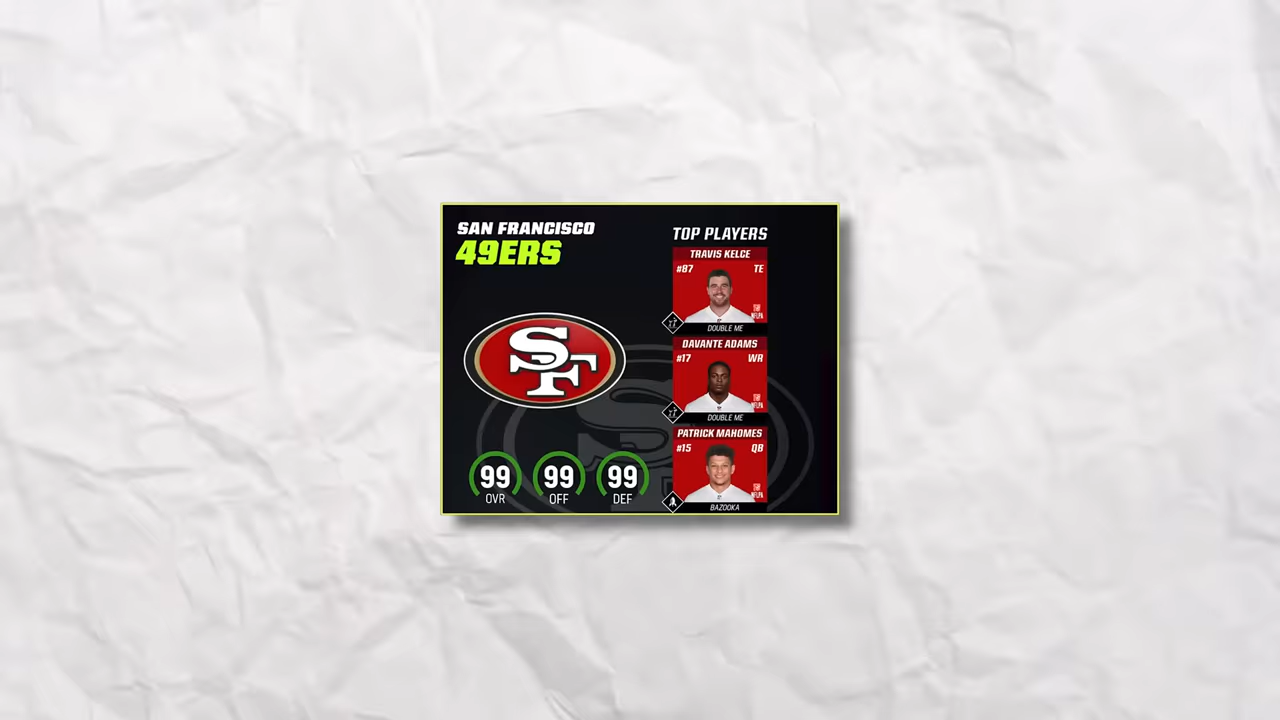 SAN FRANCISCO
49ERS
SF
99
OVR
99
OFF
99
DEF
TOP PLAYERS
TRAVIS KELCE
#87 TE
DOUBLE ME
DAVANTE ADAMS
#17 WR
DOUBLE ME
PATRICK MAHOMES
#15 QB
BAZOOKA